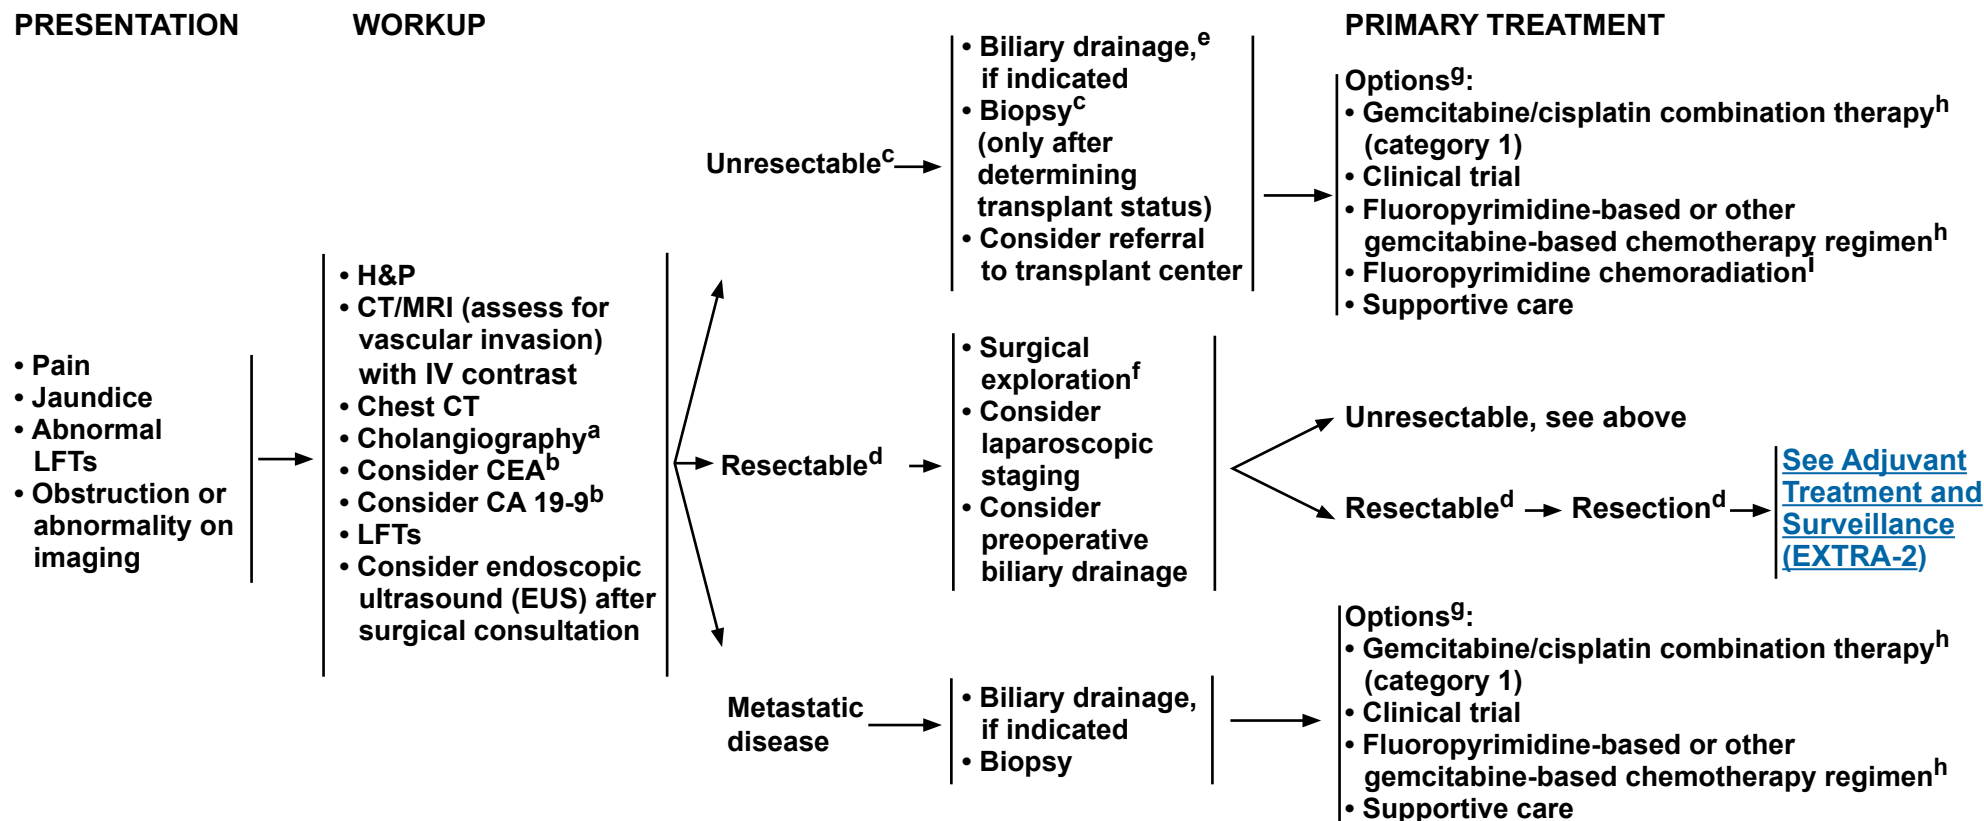 PRESENTATION
WORKUP
PRIMARY TREATMENT
• Pain
• Jaundice
• Abnormal
LFTs
• Obstruction or
abnormality on
imaging
• H&P
• CT/MRI (assess for
vascular invasion)
with IV contrast
• Chest CT
• Cholangiographyᵃ
• Consider CEAᵇ
• Consider CA 19-9ᵇ
• LFTs
• Consider endoscopic
ultrasound (EUS) after
surgical consultation
Unresectableᶜ
• Biliary drainage,ᵉ
if indicated
• Biopsyᶜ
(only after
determining
transplant status)
• Consider referral
to transplant center
Optionsᵍ:
• Gemcitabine/cisplatin combination therapyʰ
(category 1)
• Clinical trial
• Fluoropyrimidine-based or other
gemcitabine-based chemotherapy regimenʰ
• Fluoropyrimidine chemoradiationⁱ
• Supportive care
Resectableᵈ
• Surgical
explorationᶠ
• Consider
laparoscopic
staging
• Consider
preoperative
biliary drainage
Unresectable, see above
Resectableᵈ
Resectionᵈ
See Adjuvant
Treatment and
Surveillance
(EXTRA-2)
Metastatic
disease
• Biliary drainage,
if indicated
• Biopsy
Optionsᵍ:
• Gemcitabine/cisplatin combination therapyʰ
(category 1)
• Clinical trial
• Fluoropyrimidine-based or other
gemcitabine-based chemotherapy regimenʰ
• Supportive care